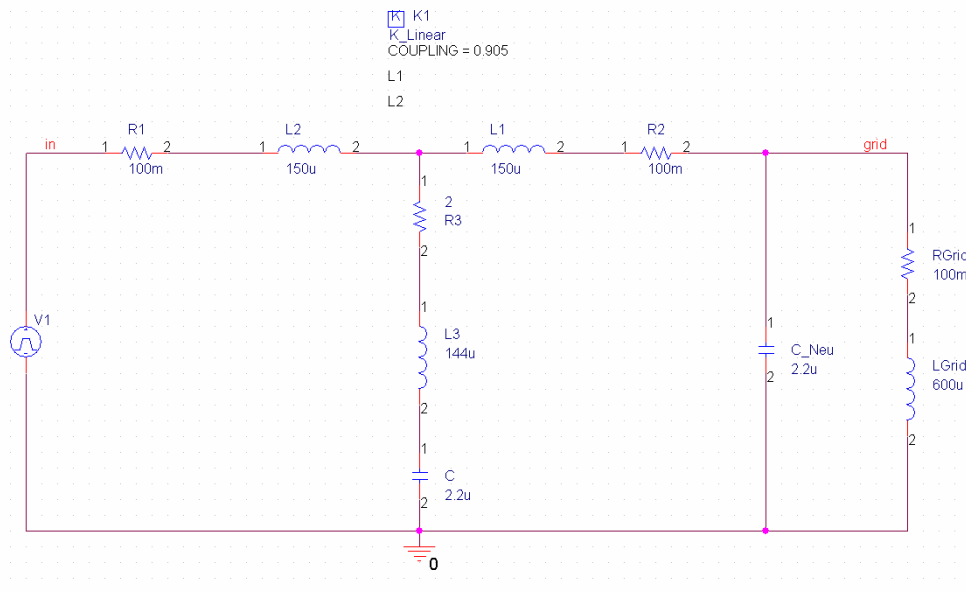 K K1
K_Linear
COUPLING = 0.905
L1
L2
in
R1
1
2
100m
L2
1
2
150u
L1
1
2
150u
R2
1
2
100m
grid
1
2
R3
2
1
L3
144u
2
1
C
2.2u
2
0
V1
1
C_Neu
2.2u
2
1
RGrid
100m
2
1
LGrid
600u
2